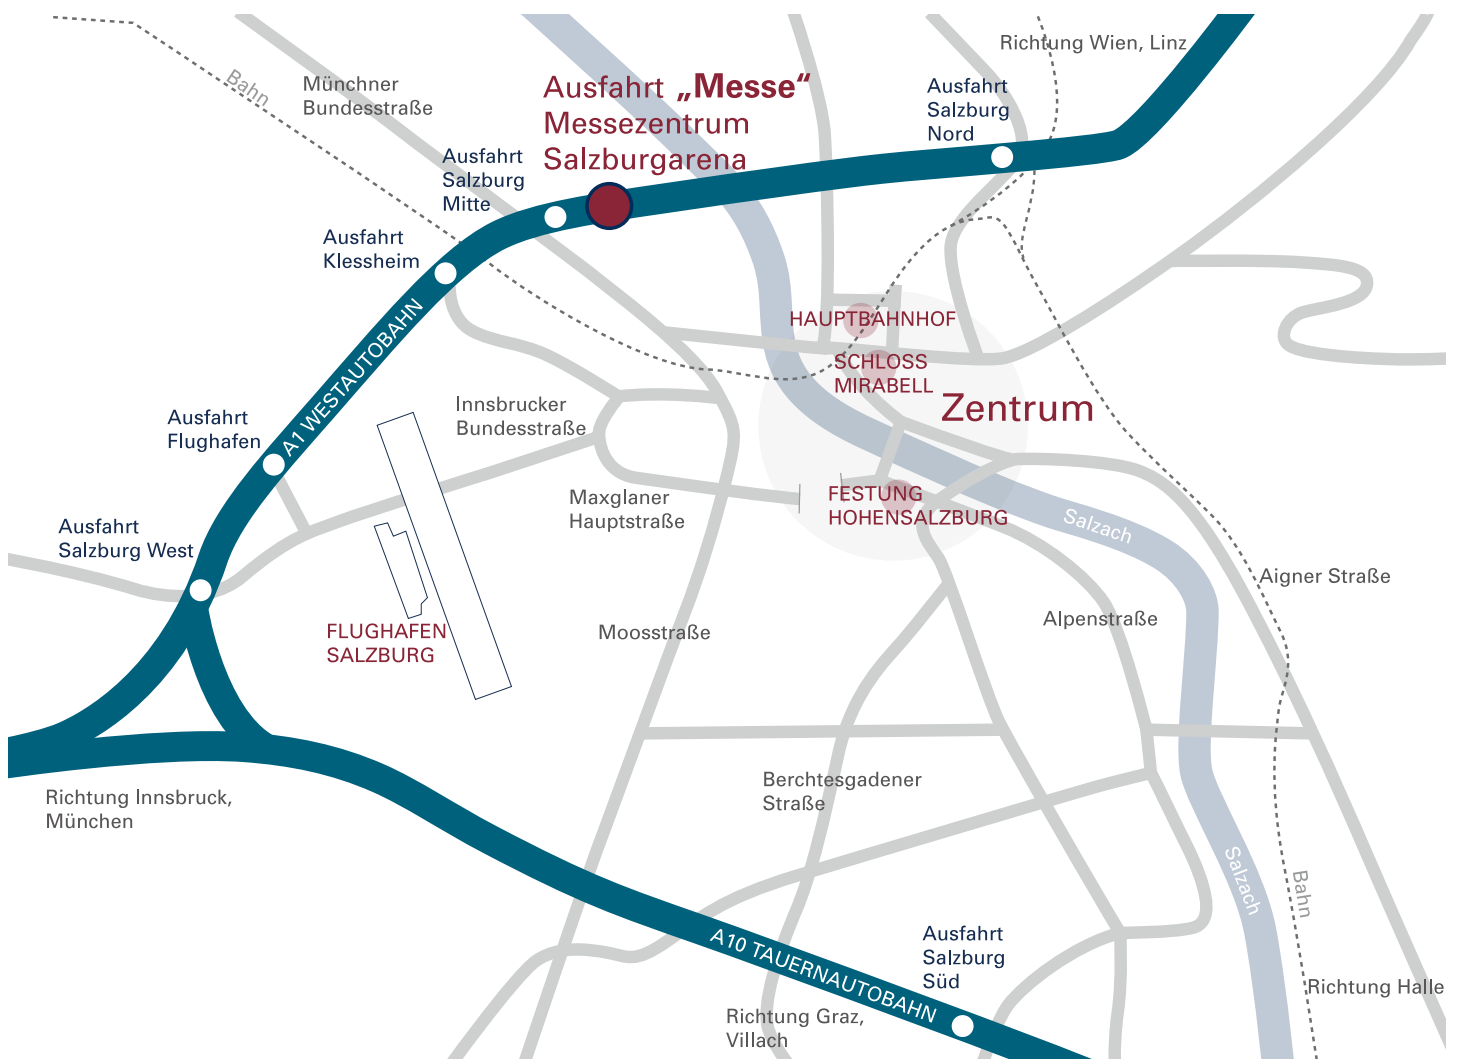 Richtung Wien, Linz
Bahn
Münchner
Bundesstraße
Ausfahrt „Messe“
Messezentrum
Salzburgarena
Ausfahrt
Salzburg
Nord
Ausfahrt
Salzburg
Mitte
Ausfahrt
Klessheim
A1 WESTAUTOBAHN
HAUPTBAHNHOF
SCHLOSS
MIRABELL
Zentrum
Innsbrucker
Bundesstraße
Ausfahrt
Flughafen
Maxglaner
Hauptstraße
FESTUNG
HOHENSALZBURG
Salzach
Ausfahrt
Salzburg West
Aigner Straße
FLUGHAFEN
SALZBURG
Moosstraße
Alpenstraße
Berchtesgadener
Straße
Richtung Innsbruck,
München
Salzach
Bahn
A10 TAUERNAUTOBAHN
Ausfahrt
Salzburg
Süd
Richtung Halle
Richtung Graz,
Villach